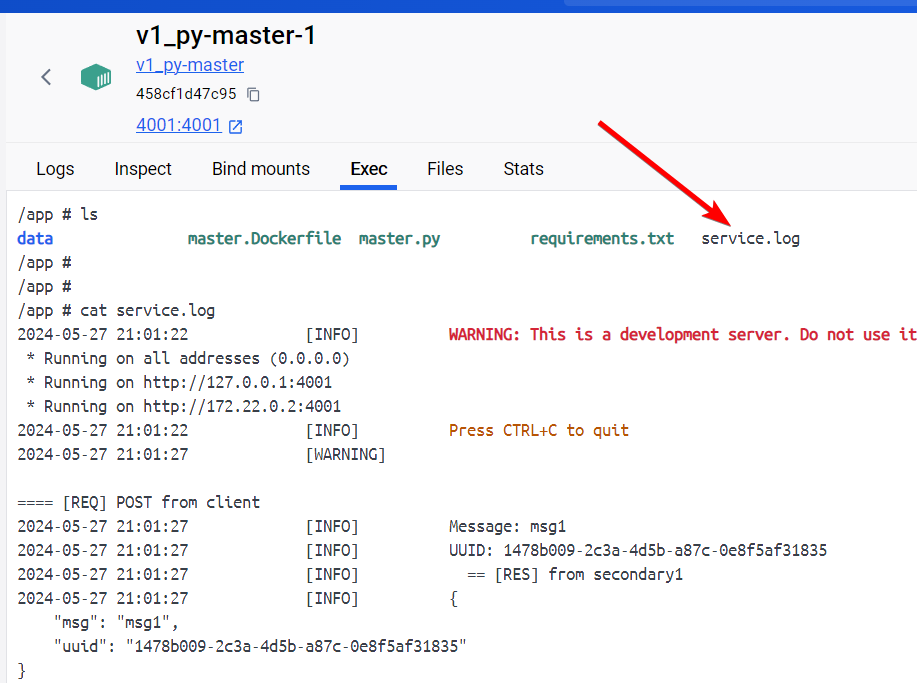 v1_py-master-1
v1_py-master
458cf1d47c95
4001:4001
Logs Inspect Bind mounts Exec Files Stats
/app # ls
data master.Dockerfile master.py requirements.txt service.log
/app #
/app #
/app # cat service.log
2024-05-27 21:01:22 [INFO] WARNING: This is a development server. Do not use it
 * Running on all addresses (0.0.0.0)
 * Running on http://127.0.0.1:4001
 * Running on http://172.22.0.2:4001
2024-05-27 21:01:22 [INFO] Press CTRL+C to quit
2024-05-27 21:01:27 [WARNING]
==== [REQ] POST from client
2024-05-27 21:01:27 [INFO] Message: msg1
2024-05-27 21:01:27 [INFO] UUID: 1478b009-2c3a-4d5b-a87c-0e8f5af31835
2024-05-27 21:01:27 [INFO] == [RES] from secondary1
2024-05-27 21:01:27 [INFO] {
    "msg": "msg1",
    "uuid": "1478b009-2c3a-4d5b-a87c-0e8f5af31835"
}